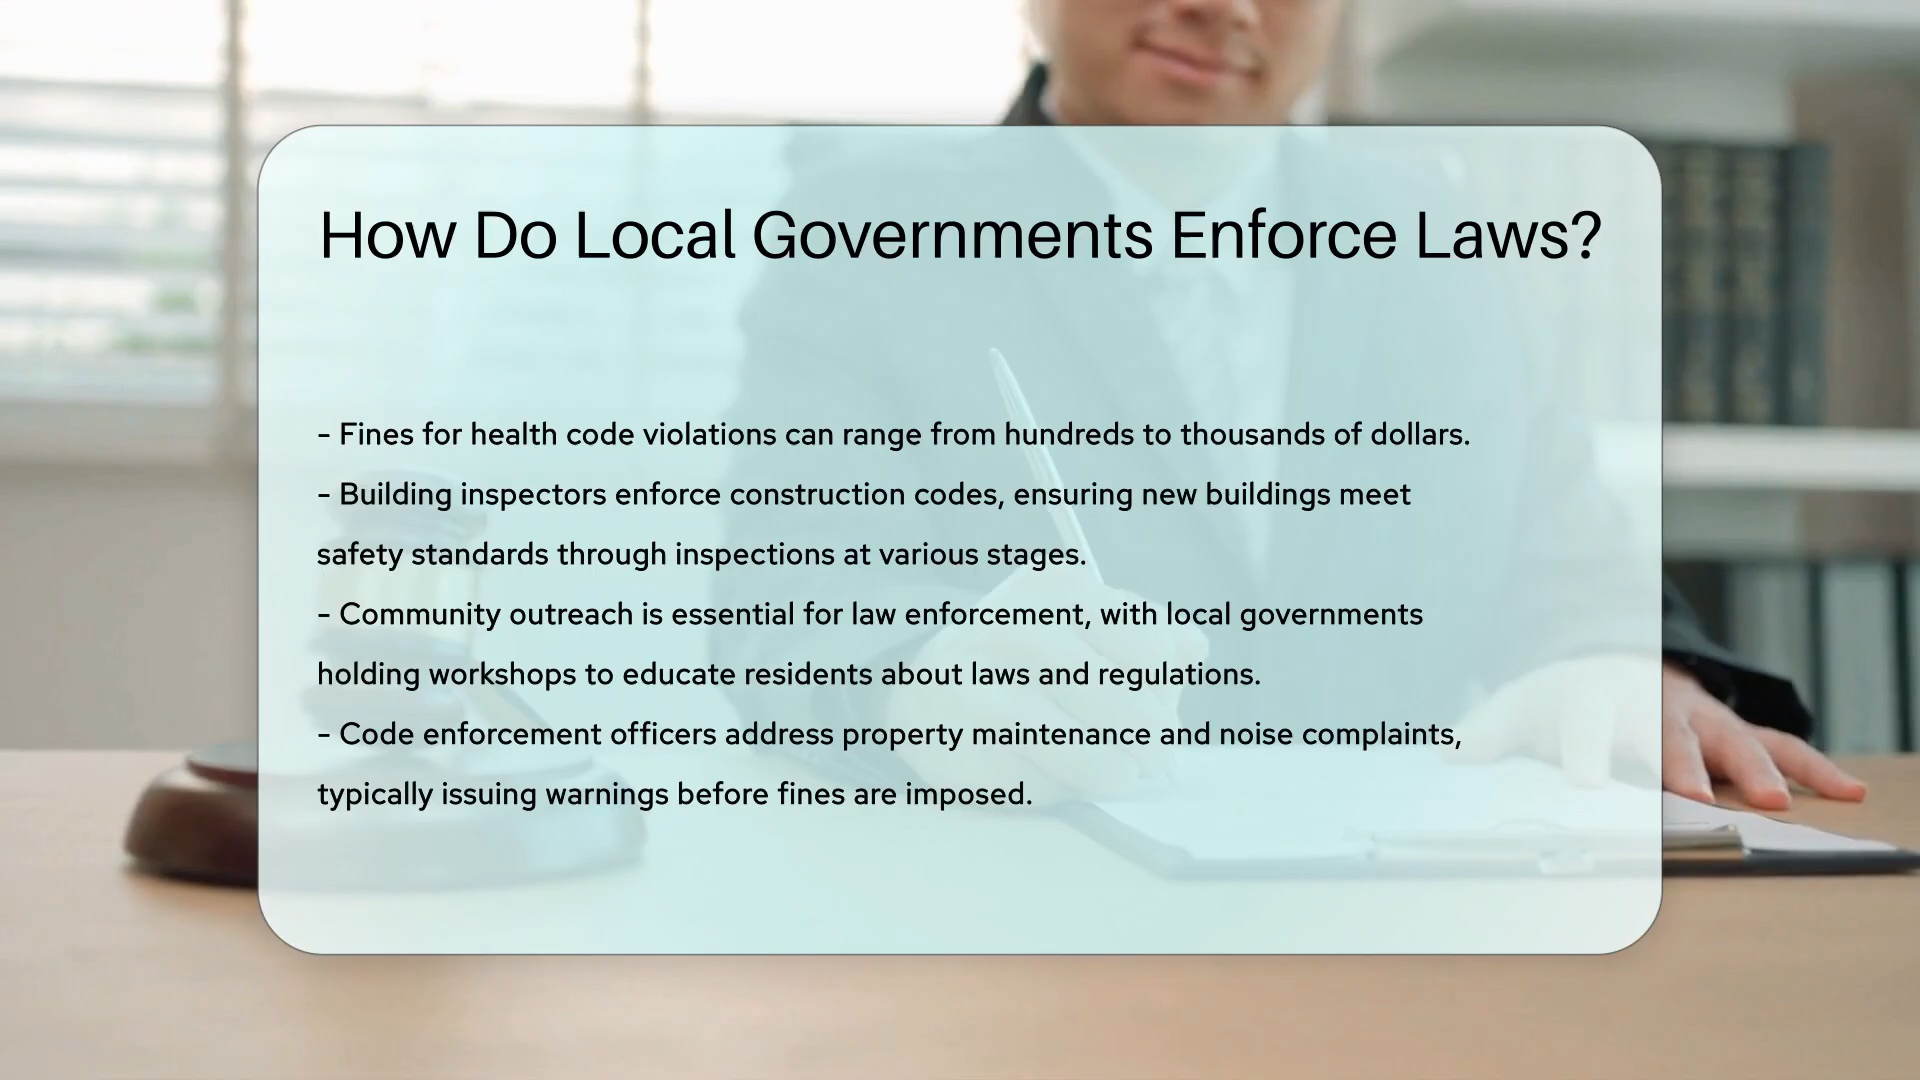 How Do Local Governments Enforce Laws?
- Fines for health code violations can range from hundreds to thousands of dollars.
- Building inspectors enforce construction codes, ensuring new buildings meet
safety standards through inspections at various stages.
- Community outreach is essential for law enforcement, with local governments
holding workshops to educate residents about laws and regulations.
- Code enforcement officers address property maintenance and noise complaints,
typically issuing warnings before fines are imposed.